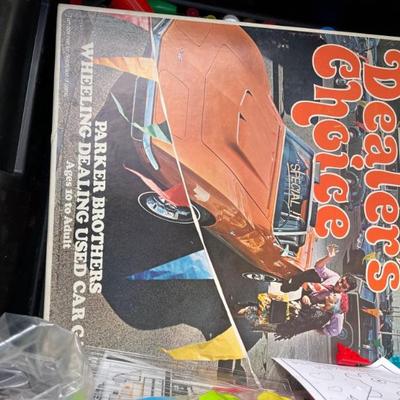 Dealer's
Choice
"SPECIAL"
PARKER BROTHERS
WHEELING DEALING USED CAR
Ages 10 to Adult